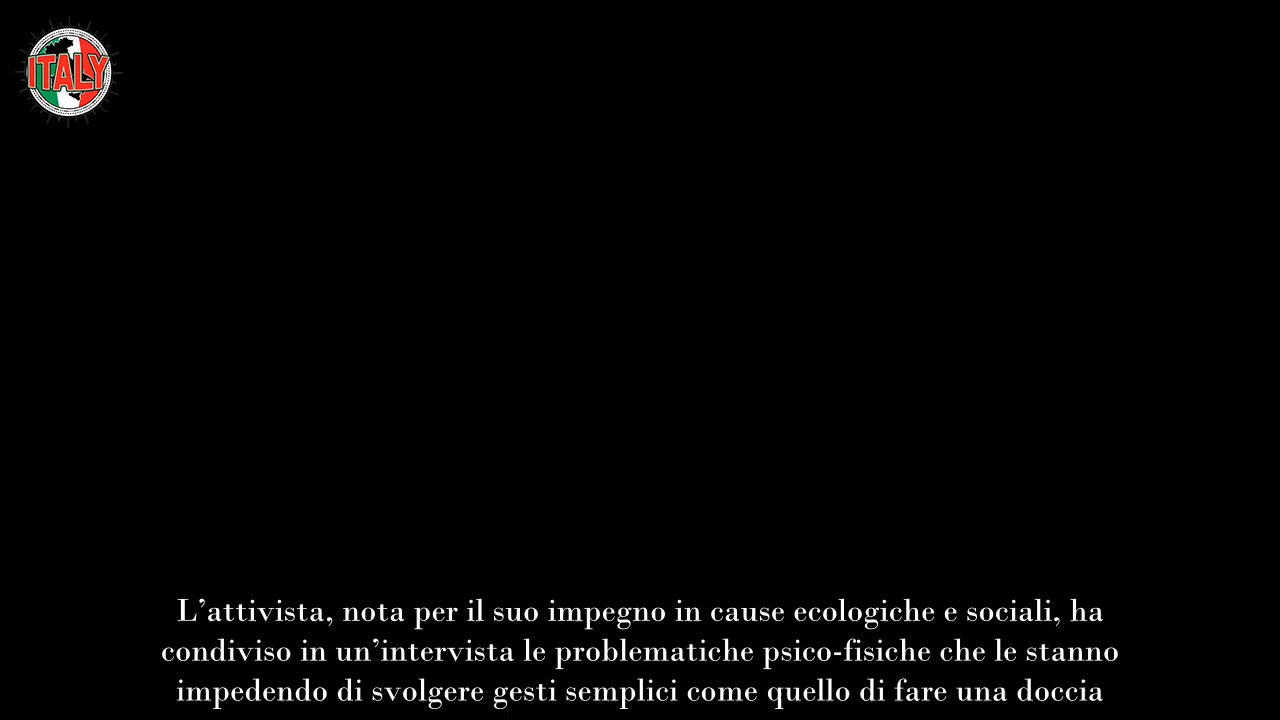 ITALY
L’attivista, nota per il suo impegno in cause ecologiche e sociali, ha
condiviso in un’intervista le problematiche psico-fisiche che le stanno
impedendo di svolgere gesti semplici come quello di fare una doccia